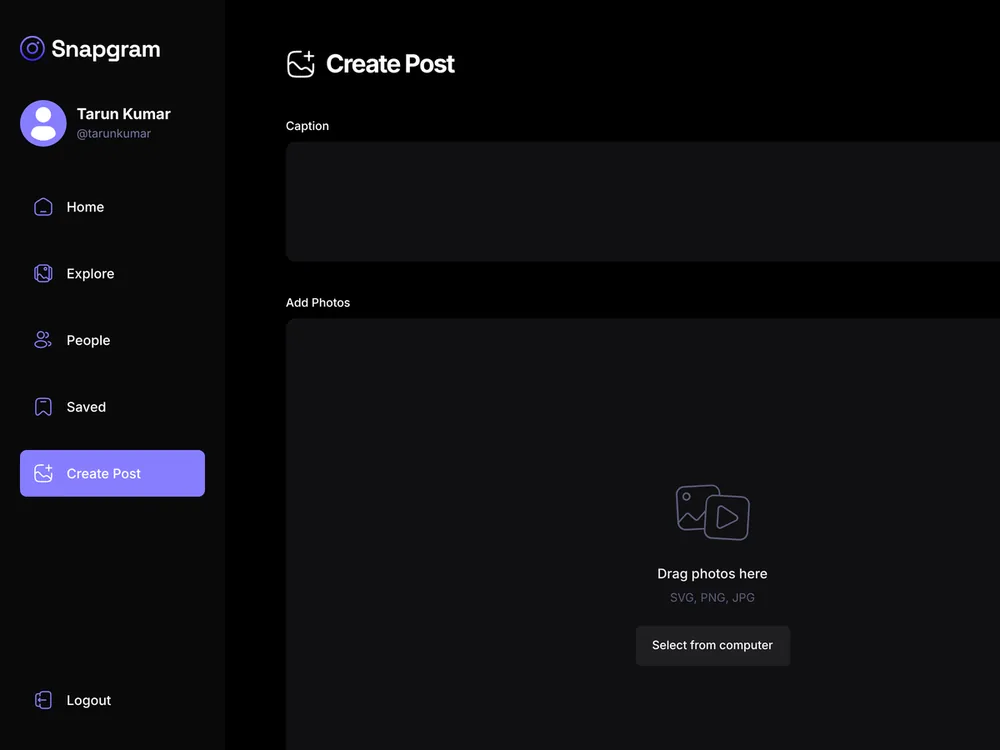 Snapgram
Tarun Kumar
@tarunkumar
Home
Explore
People
Saved
Create Post
Logout
Create Post
Caption
Add Photos
Drag photos here
SVG, PNG, JPG
Select from computer